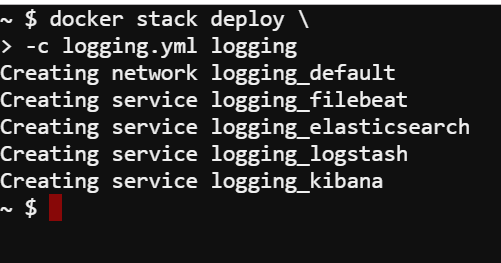 ~ $ docker stack deploy \
> -c logging.yml logging
Creating network logging_default
Creating service logging_filebeat
Creating service logging_elasticsearch
Creating service logging_logstash
Creating service logging_kibana
~ $